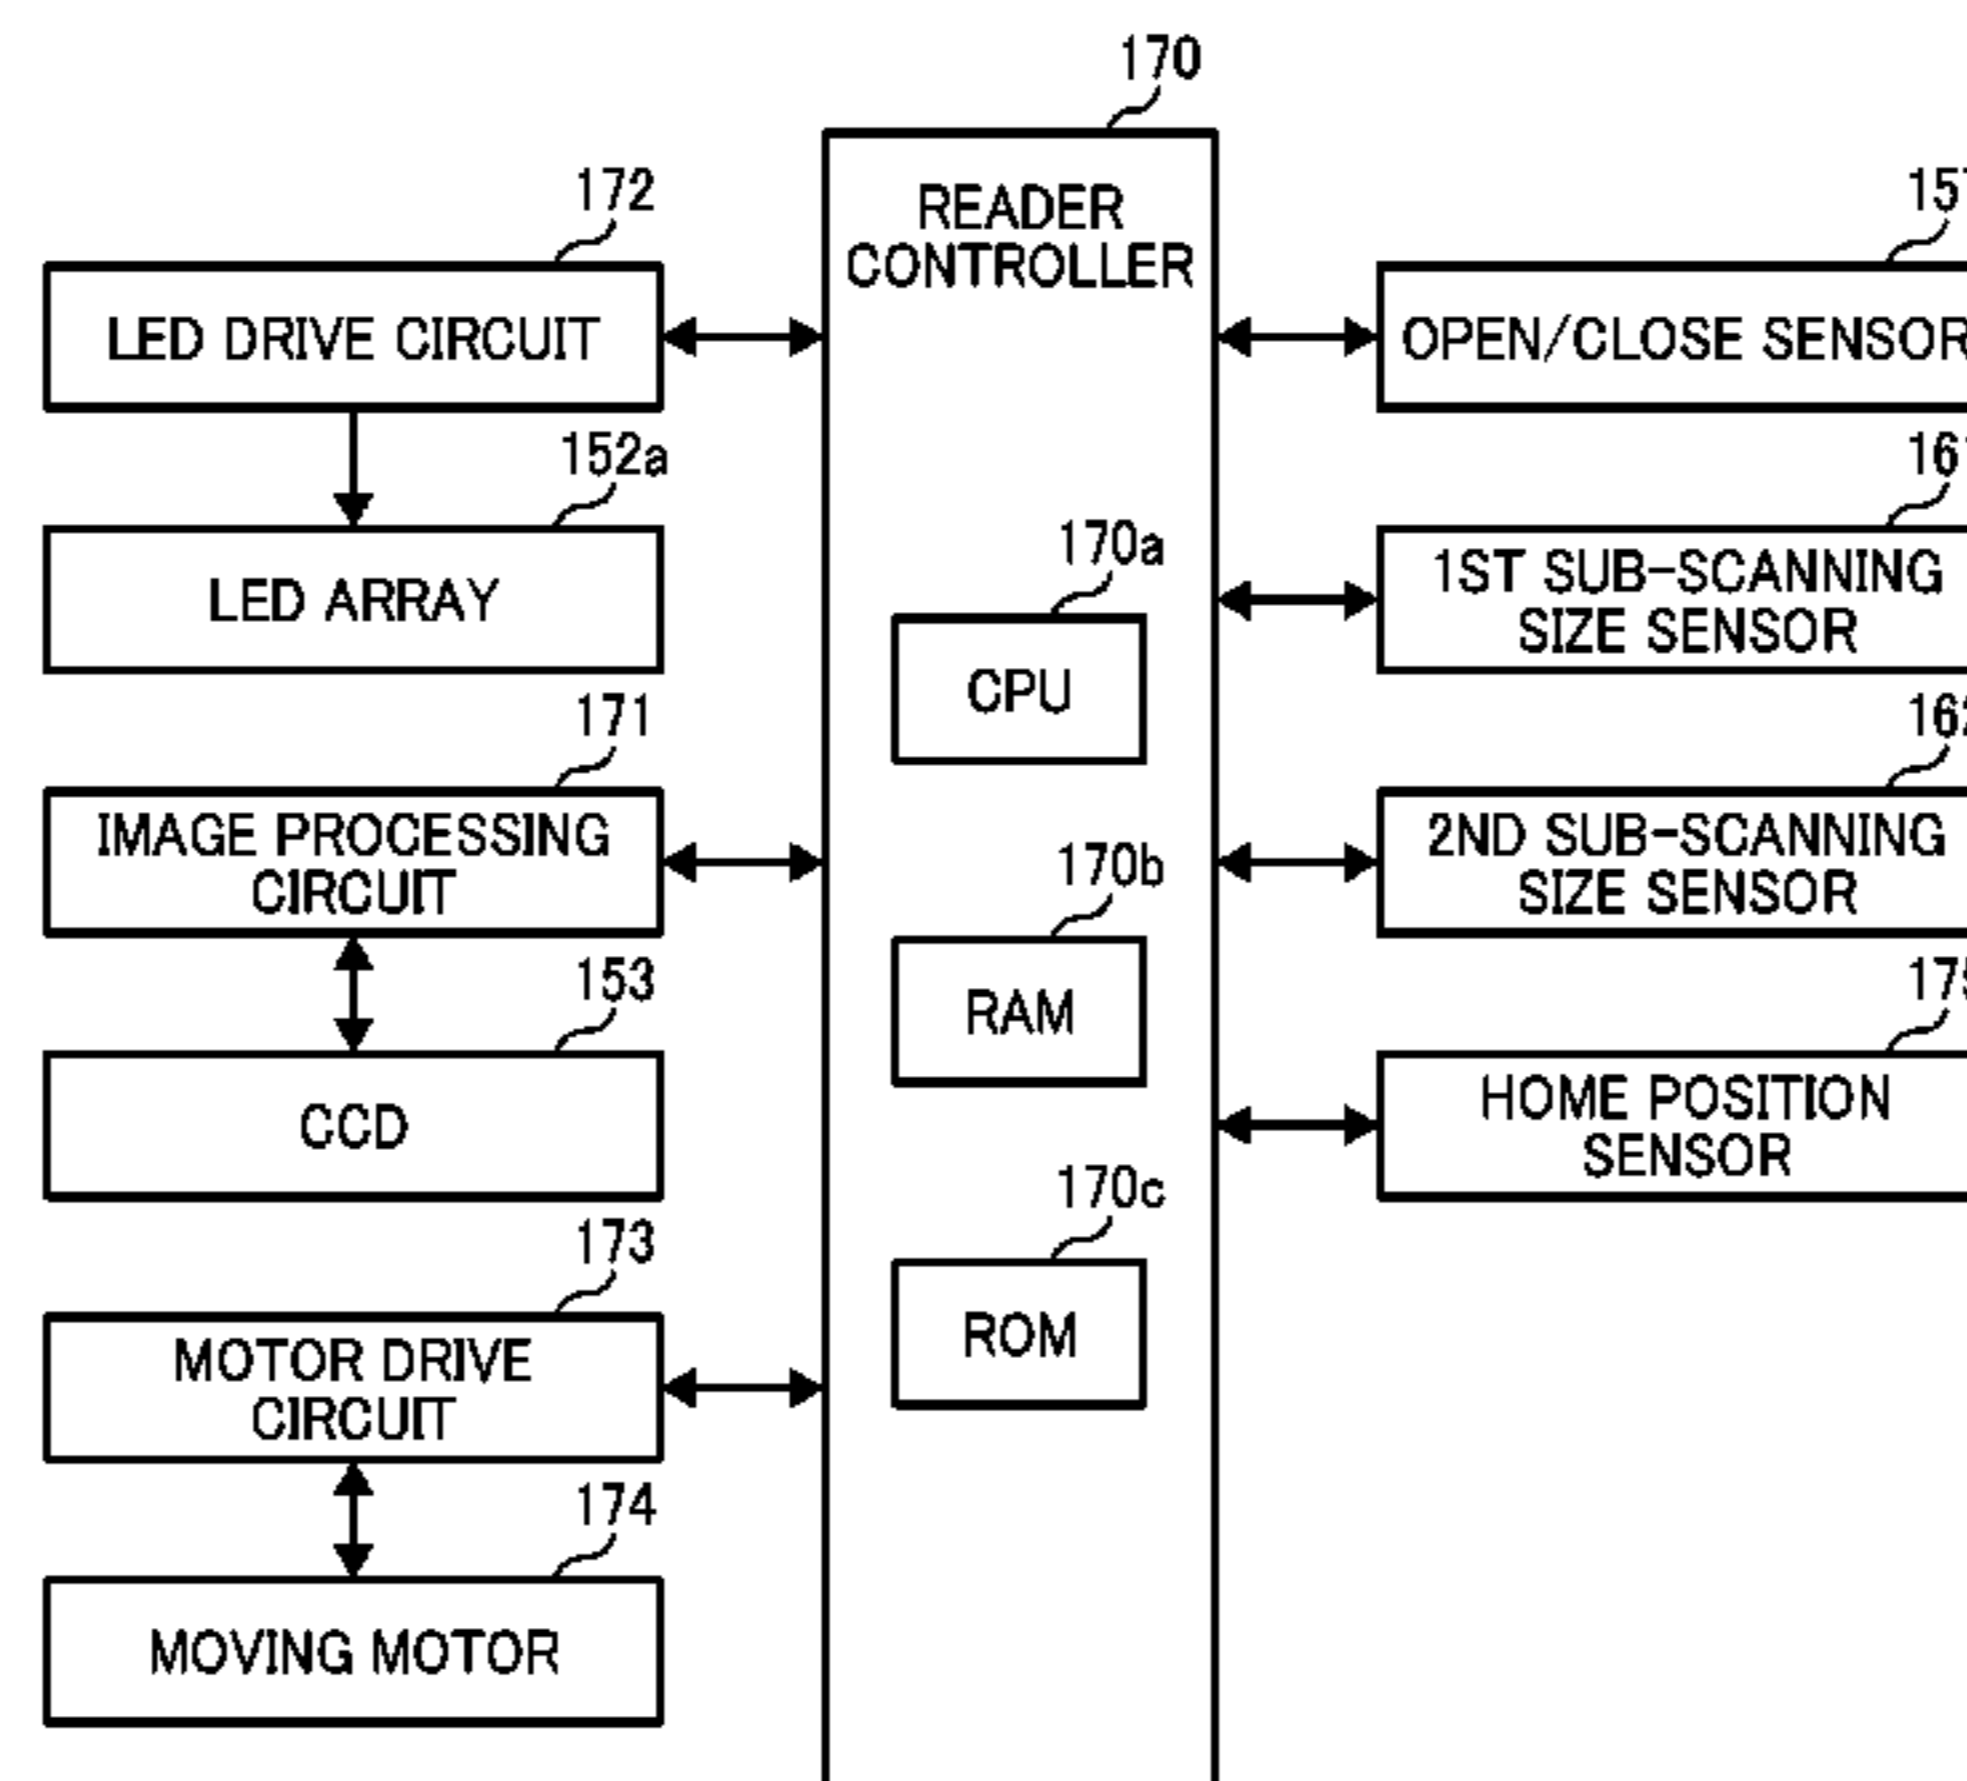 170
READER
CONTROLLER
172
LED DRIVE CIRCUIT
152a
LED ARRAY
171
IMAGE PROCESSING
CIRCUIT
153
CCD
173
MOTOR DRIVE
CIRCUIT
174
MOVING MOTOR
170a
CPU
170b
RAM
170c
ROM
OPEN/CLOSE SENSOR
1ST SUB-SCANNING
SIZE SENSOR
162
2ND SUB-SCANNING
SIZE SENSOR
175
HOME POSITION
SENSOR